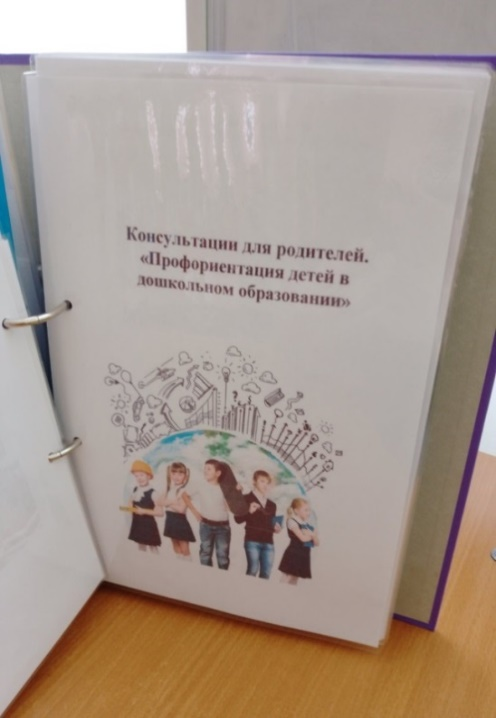 Консультации для родителей.
«Профориентация детей в
дошкольном образовании»